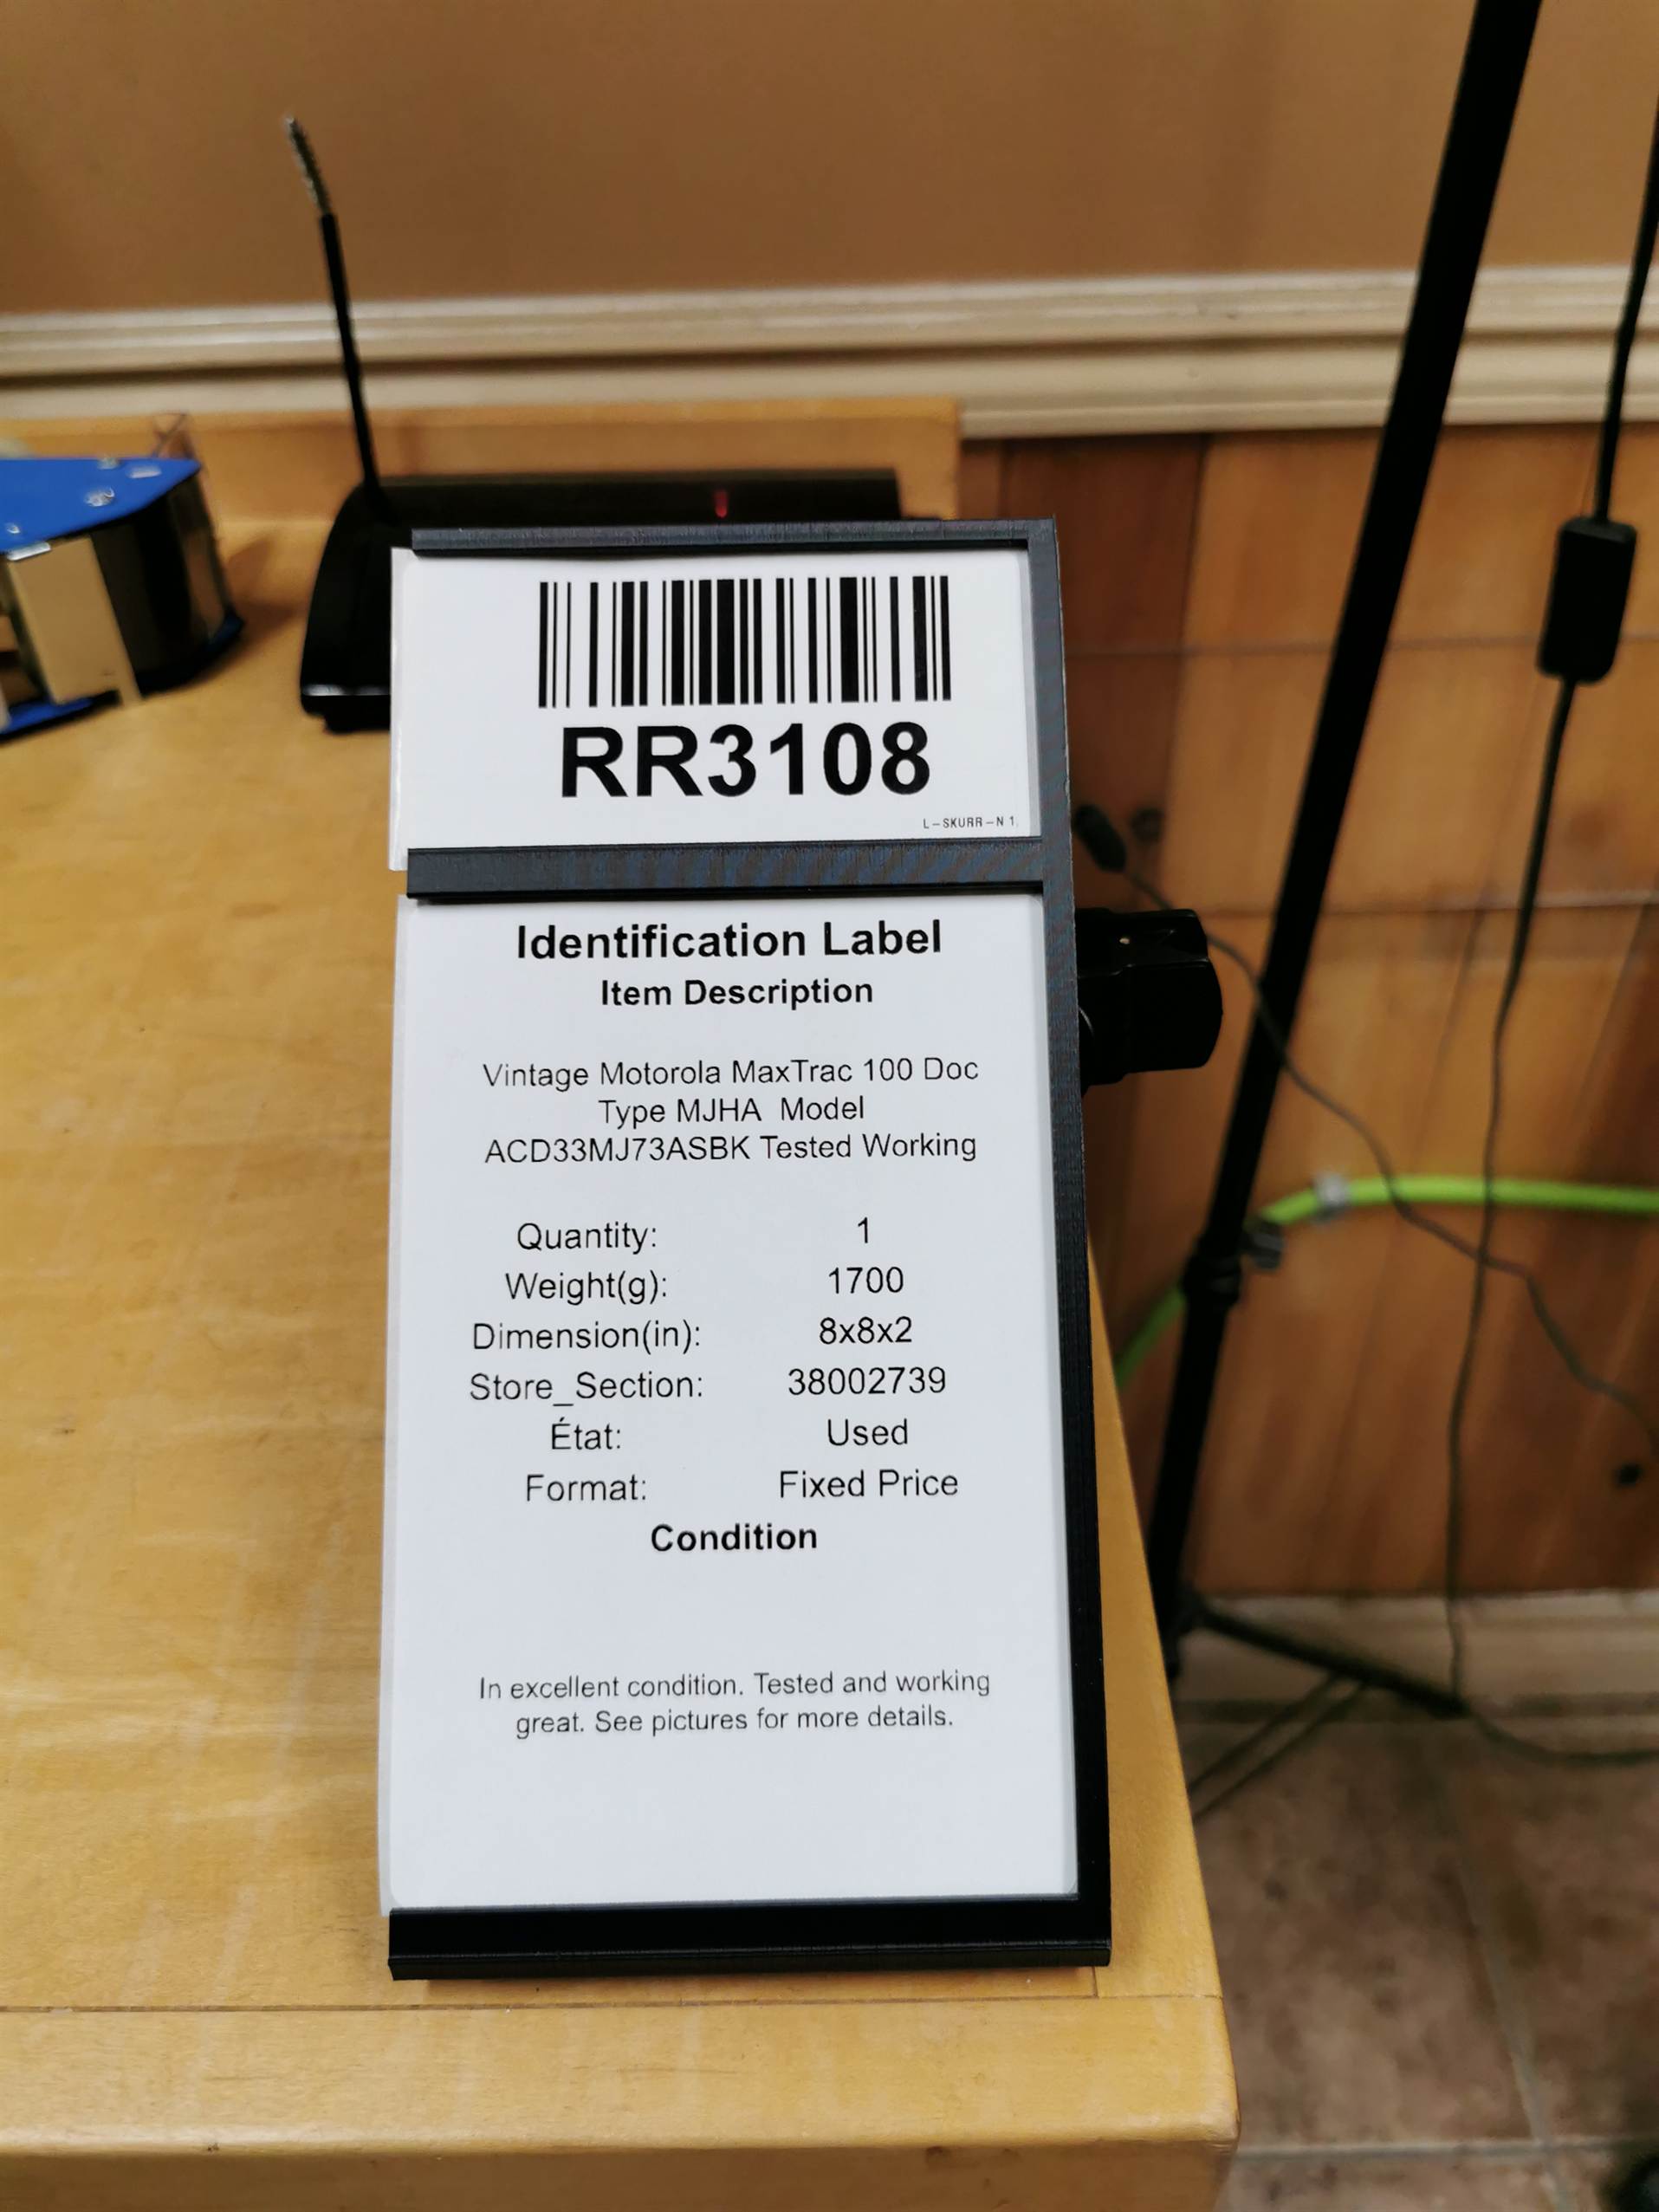 RR3108
L-SKURR-N 1.
Identification Label
Item Description
Vintage Motorola MaxTrac 100 Doc
Type MJHA Model
ACD33MJ73ASBK Tested Working
Quantity: 1
Weight(g): 1700
Dimension(in): 8x8x2
Store_Section: 38002739
État: Used
Format: Fixed Price
Condition
In excellent condition. Tested and working
great. See pictures for more details.